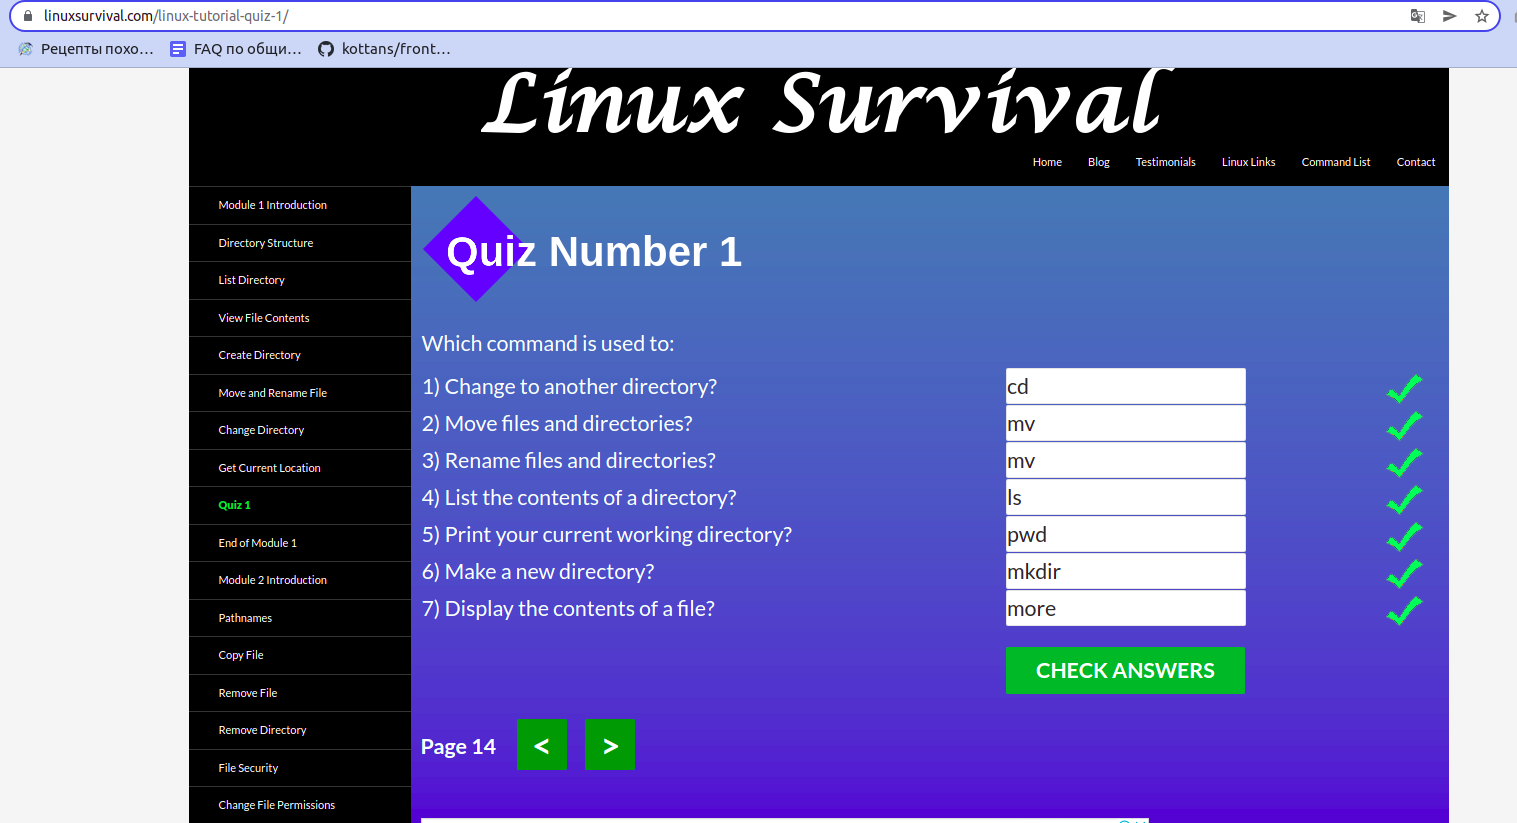 linuxsurvival.com/linux-tutorial-quiz-1/
Рецепты похо... FAQ по общи... kottans/front...
Linux Survival
Home Blog Testimonials Linux Links Command List Contact
Module 1 Introduction
Directory Structure
List Directory
View File Contents
Create Directory
Move and Rename File
Change Directory
Get Current Location
Quiz 1
End of Module 1
Module 2 Introduction
Pathnames
Copy File
Remove File
Remove Directory
File Security
Change File Permissions
Quiz Number 1
Which command is used to:
1) Change to another directory? cd
2) Move files and directories? mv
3) Rename files and directories? mv
4) List the contents of a directory? ls
5) Print your current working directory? pwd
6) Make a new directory? mkdir
7) Display the contents of a file? more
CHECK ANSWERS
Page 14 < >